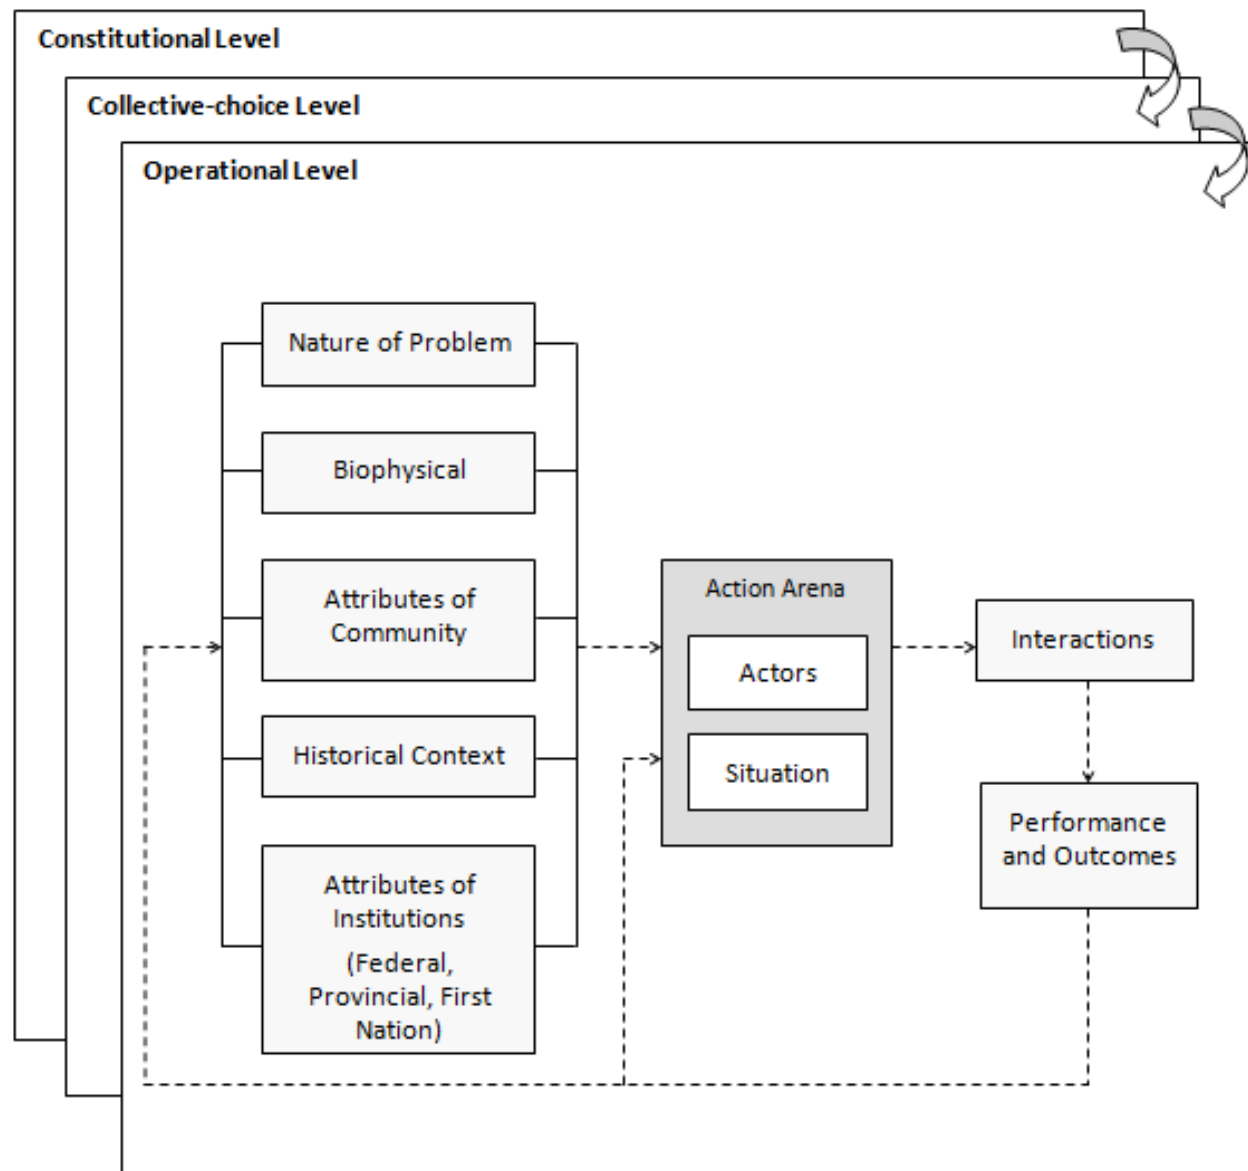 Constitutional Level
Collective-choice Level
Operational Level
Nature of Problem
Biophysical
Attributes of
Community
Historical Context
Attributes of
Institutions
(Federal,
Provincial, First
Nation)
Action Arena
Actors
Situation
Interactions
Performance
and Outcomes